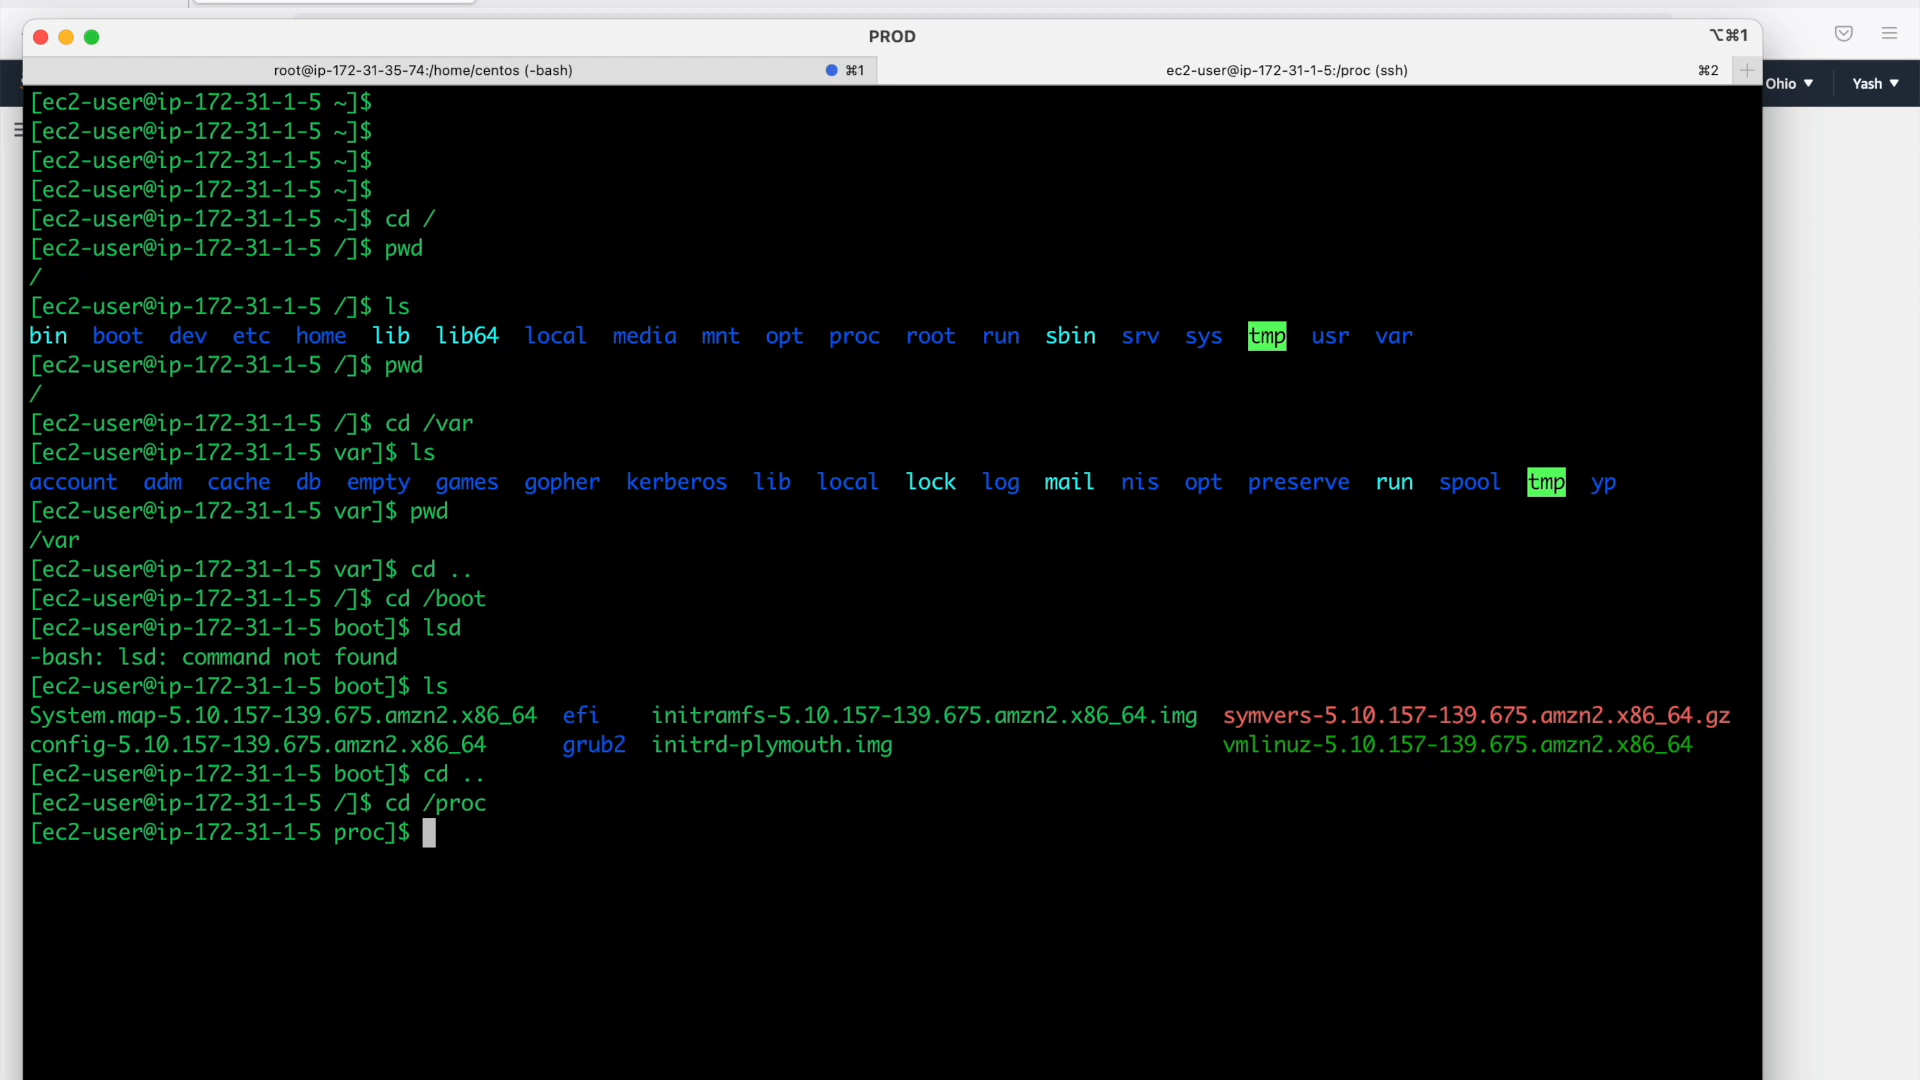 PROD
⌥⌘1
root@ip-172-31-35-74:/home/centos (-bash)
⌘1
ec2-user@ip-172-31-1-5:/proc (ssh)
⌘2
Ohio
Yash
[ec2-user@ip-172-31-1-5 ~]$
[ec2-user@ip-172-31-1-5 ~]$
[ec2-user@ip-172-31-1-5 ~]$
[ec2-user@ip-172-31-1-5 ~]$
[ec2-user@ip-172-31-1-5 ~]$ cd /
[ec2-user@ip-172-31-1-5 /]$ pwd
/
[ec2-user@ip-172-31-1-5 /]$ ls
bin boot dev etc home lib lib64 local media mnt opt proc root run sbin srv sys tmp usr var
[ec2-user@ip-172-31-1-5 /]$ pwd
/
[ec2-user@ip-172-31-1-5 /]$ cd /var
[ec2-user@ip-172-31-1-5 var]$ ls
account adm cache db empty games gopher kerberos lib local lock log mail nis opt preserve run spool tmp yp
[ec2-user@ip-172-31-1-5 var]$ pwd
/var
[ec2-user@ip-172-31-1-5 var]$ cd ..
[ec2-user@ip-172-31-1-5 /]$ cd /boot
[ec2-user@ip-172-31-1-5 boot]$ lsd
-bash: lsd: command not found
[ec2-user@ip-172-31-1-5 boot]$ ls
System.map-5.10.157-139.675.amzn2.x86_64 efi initramfs-5.10.157-139.675.amzn2.x86_64.img symvers-5.10.157-139.675.amzn2.x86_64.gz
config-5.10.157-139.675.amzn2.x86_64 grub2 initrd-plymouth.img vmlinuz-5.10.157-139.675.amzn2.x86_64
[ec2-user@ip-172-31-1-5 boot]$ cd ..
[ec2-user@ip-172-31-1-5 /]$ cd /proc
[ec2-user@ip-172-31-1-5 proc]$